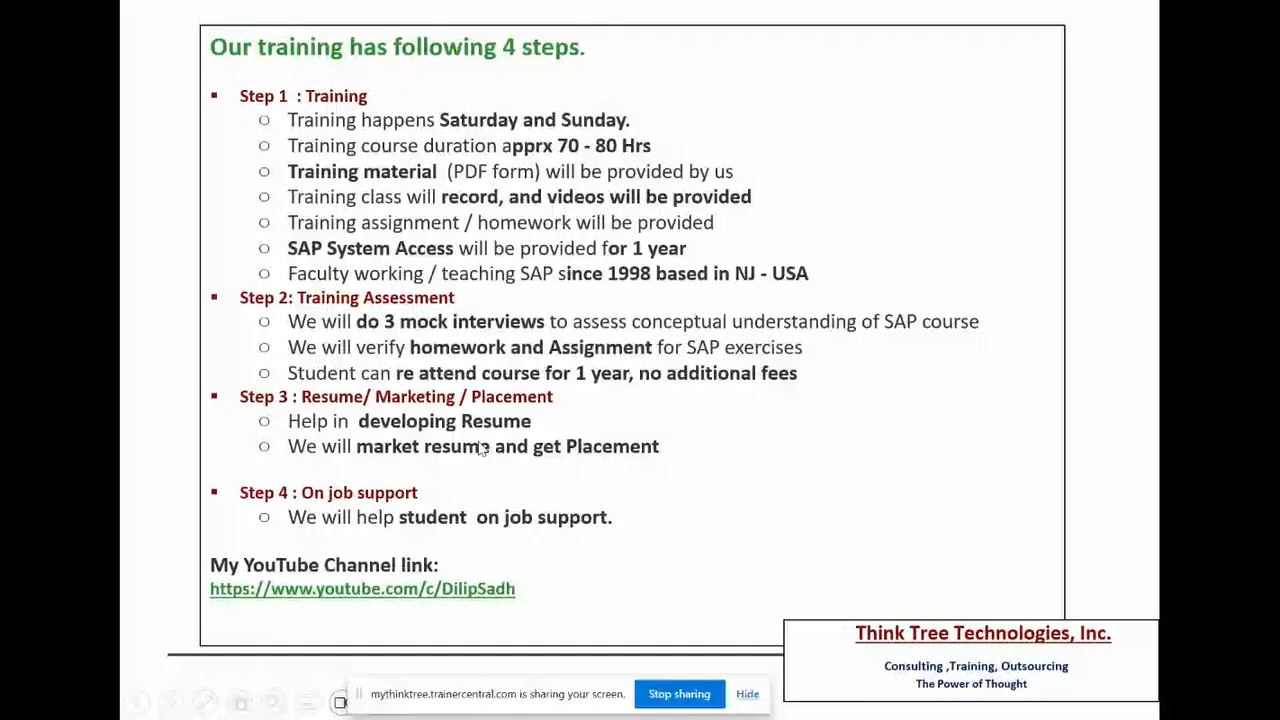 Our training has following 4 steps.
▪ Step 1 : Training
○ Training happens Saturday and Sunday.
○ Training course duration apprx 70 - 80 Hrs
○ Training material (PDF form) will be provided by us
○ Training class will record, and videos will be provided
○ Training assignment / homework will be provided
○ SAP System Access will be provided for 1 year
○ Faculty working / teaching SAP since 1998 based in NJ - USA
▪ Step 2: Training Assessment
○ We will do 3 mock interviews to assess conceptual understanding of SAP course
○ We will verify homework and Assignment for SAP exercises
○ Student can re attend course for 1 year, no additional fees
▪ Step 3 : Resume/ Marketing / Placement
○ Help in developing Resume
○ We will market resume and get Placement
▪ Step 4 : On job support
○ We will help student on job support.
My YouTube Channel link:
https://www.youtube.com/c/DilipSadh
Think Tree Technologies, Inc.
Consulting ,Training, Outsourcing
The Power of Thought
mythinktree.trainercentral.com is sharing your screen. Stop sharing Hide